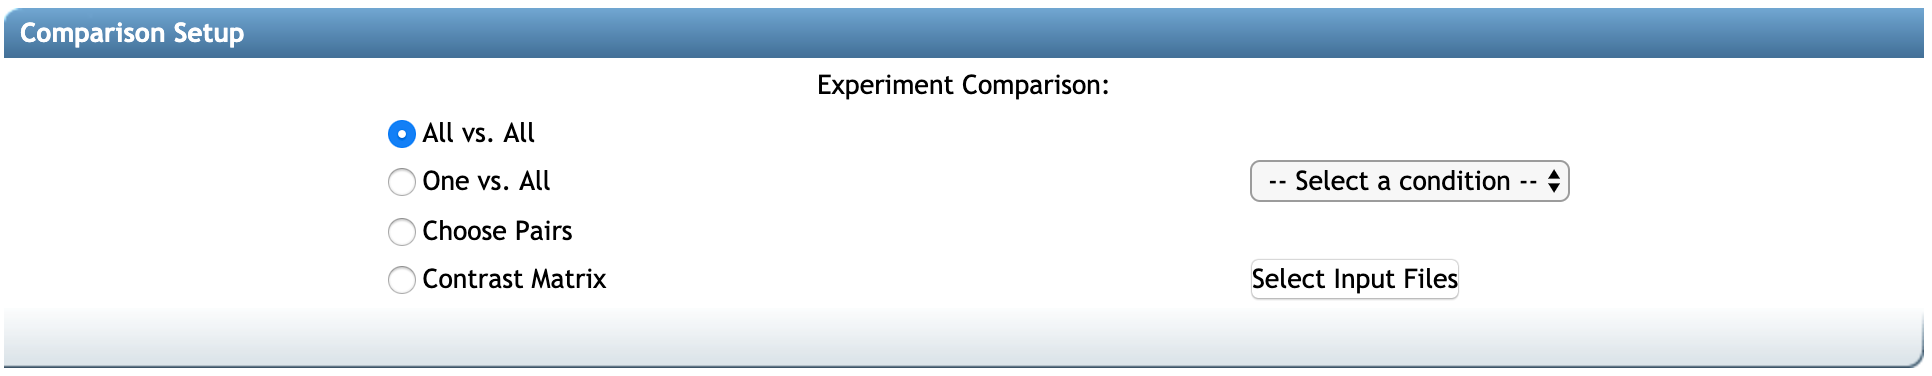 Comparison Setup
Experiment Comparison:
All vs. All
One vs. All
-- Select a condition --
Choose Pairs
Contrast Matrix
Select Input Files